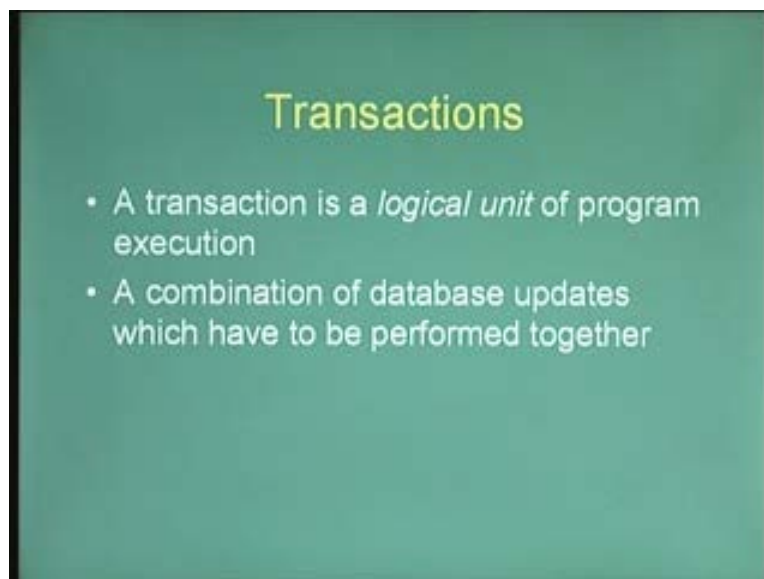 Transactions
• A transaction is a logical unit of program
execution
• A combination of database updates
which have to be performed together